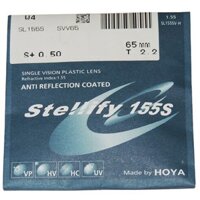 U4
SL1555 SVV65
S+0.50
65 mm
T 2.2
1.55
SINGLE VISION PLASTIC LENS
Refractive index:1.55
ANTI REFLECTION COATED
Stellify 155S
VP HV HC UV
Made by HOYA